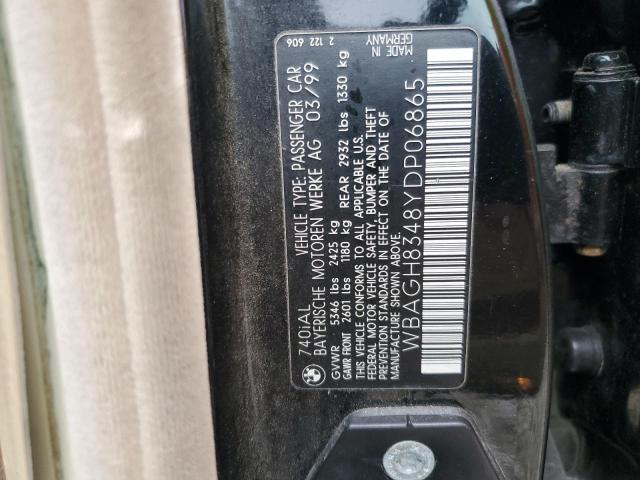 740iAL VEHICLE TYPE: PASSENGER CAR
BAYERISCHE MOTOREN WERKE AG 03/99
GVWR 5346 lbs 2425 kg
GAWR FRONT 2601 lbs 1180 kg REAR 2932 lbs 1330 kg
THIS VEHICLE CONFORMS TO ALL APPLICABLE U.S.
FEDERAL MOTOR VEHICLE SAFETY, BUMPER AND THEFT
PREVENTION STANDARDS IN EFFECT ON THE DATE OF
MANUFACTURE SHOWN ABOVE.
WBAGH8348YDP06865
2 122 606
MADE IN
GERMANY